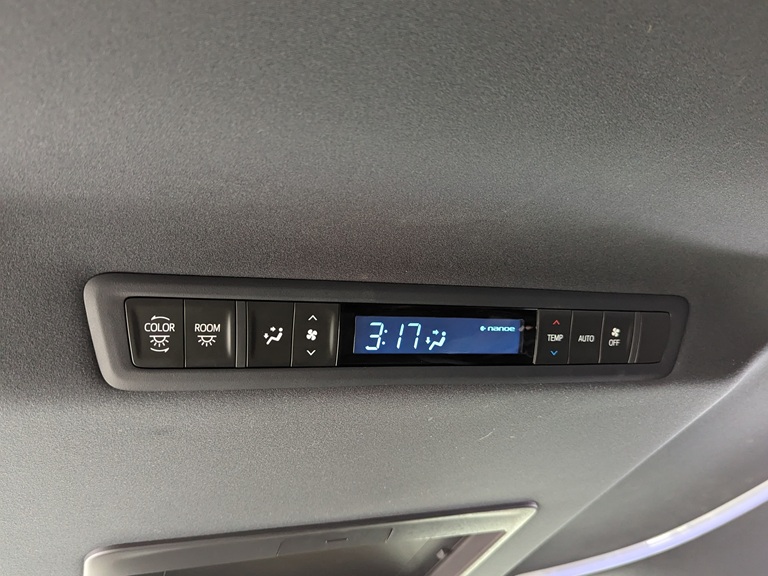 COLOR
ROOM
3:17
nanoe
TEMP
AUTO
OFF